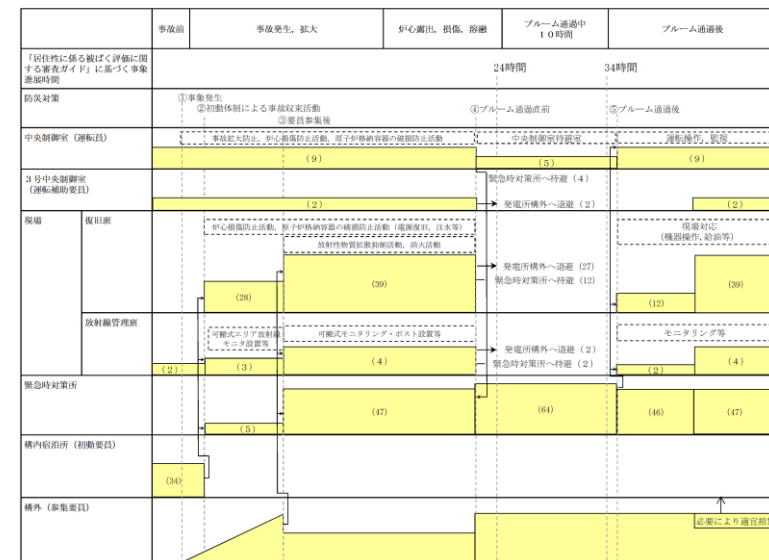 事故前
事故発生，拡大
炉心露出，損傷，溶融
プルーム通過中
１０時間
プルーム通過後
「居住性に係る被ばく評価に関
する審査ガイド」に基づく事象
進展時間
24時間
34時間
防災対策
①事象発生
②初動体制による事故収束活動
③要員参集後
④プルーム通過直前
⑤プルーム通過後
中央制御室（運転員）
事故拡大防止，炉心損傷防止活動，原子炉格納容器の破損防止活動
中央制御室待避室
運転操作，監視
(9)
(5)
(9)
３号中央制御室
（運転補助要員）
緊急時対策所へ待避（4）
(2)
発電所構外へ退避（2）
(2)
現場
復旧班
炉心損傷防止活動，原子炉格納容器の破損防止活動（電源復旧，注水等）
放射性物質拡散抑制活動，消火活動
現場対応
（機器操作，給油等）
発電所構外へ退避（27）
緊急時対策所へ待避（12）
(28)
(39)
(12)
(39)
放射線管理班
可搬式エリア放射線
モニタ設置等
可搬式モニタリング・ポスト設置等
モニタリング等
発電所構外へ退避（2）
緊急時対策所へ待避（2）
(2)
(3)
(4)
(2)
(4)
緊急時対策所
(5)
(47)
(64)
(46)
(47)
構内宿泊所（初動要員）
(34)
構外（参集要員）
必要により適宜招集